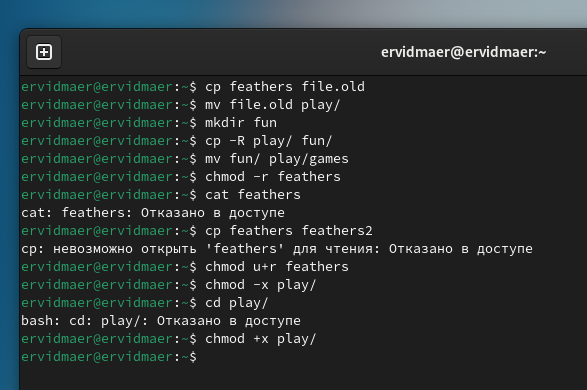 ervidmaer@ervidmaer:~
ervidmaer@ervidmaer:~$ cp feathers file.old
ervidmaer@ervidmaer:~$ mv file.old play/
ervidmaer@ervidmaer:~$ mkdir fun
ervidmaer@ervidmaer:~$ cp -R play/ fun/
ervidmaer@ervidmaer:~$ mv fun/ play/games
ervidmaer@ervidmaer:~$ chmod -r feathers
ervidmaer@ervidmaer:~$ cat feathers
cat: feathers: Отказано в доступе
ervidmaer@ervidmaer:~$ cp feathers feathers2
cp: невозможно открыть 'feathers' для чтения: Отказано в доступе
ervidmaer@ervidmaer:~$ chmod u+r feathers
ervidmaer@ervidmaer:~$ chmod -x play/
ervidmaer@ervidmaer:~$ cd play/
bash: cd: play/: Отказано в доступе
ervidmaer@ervidmaer:~$ chmod +x play/
ervidmaer@ervidmaer:~$